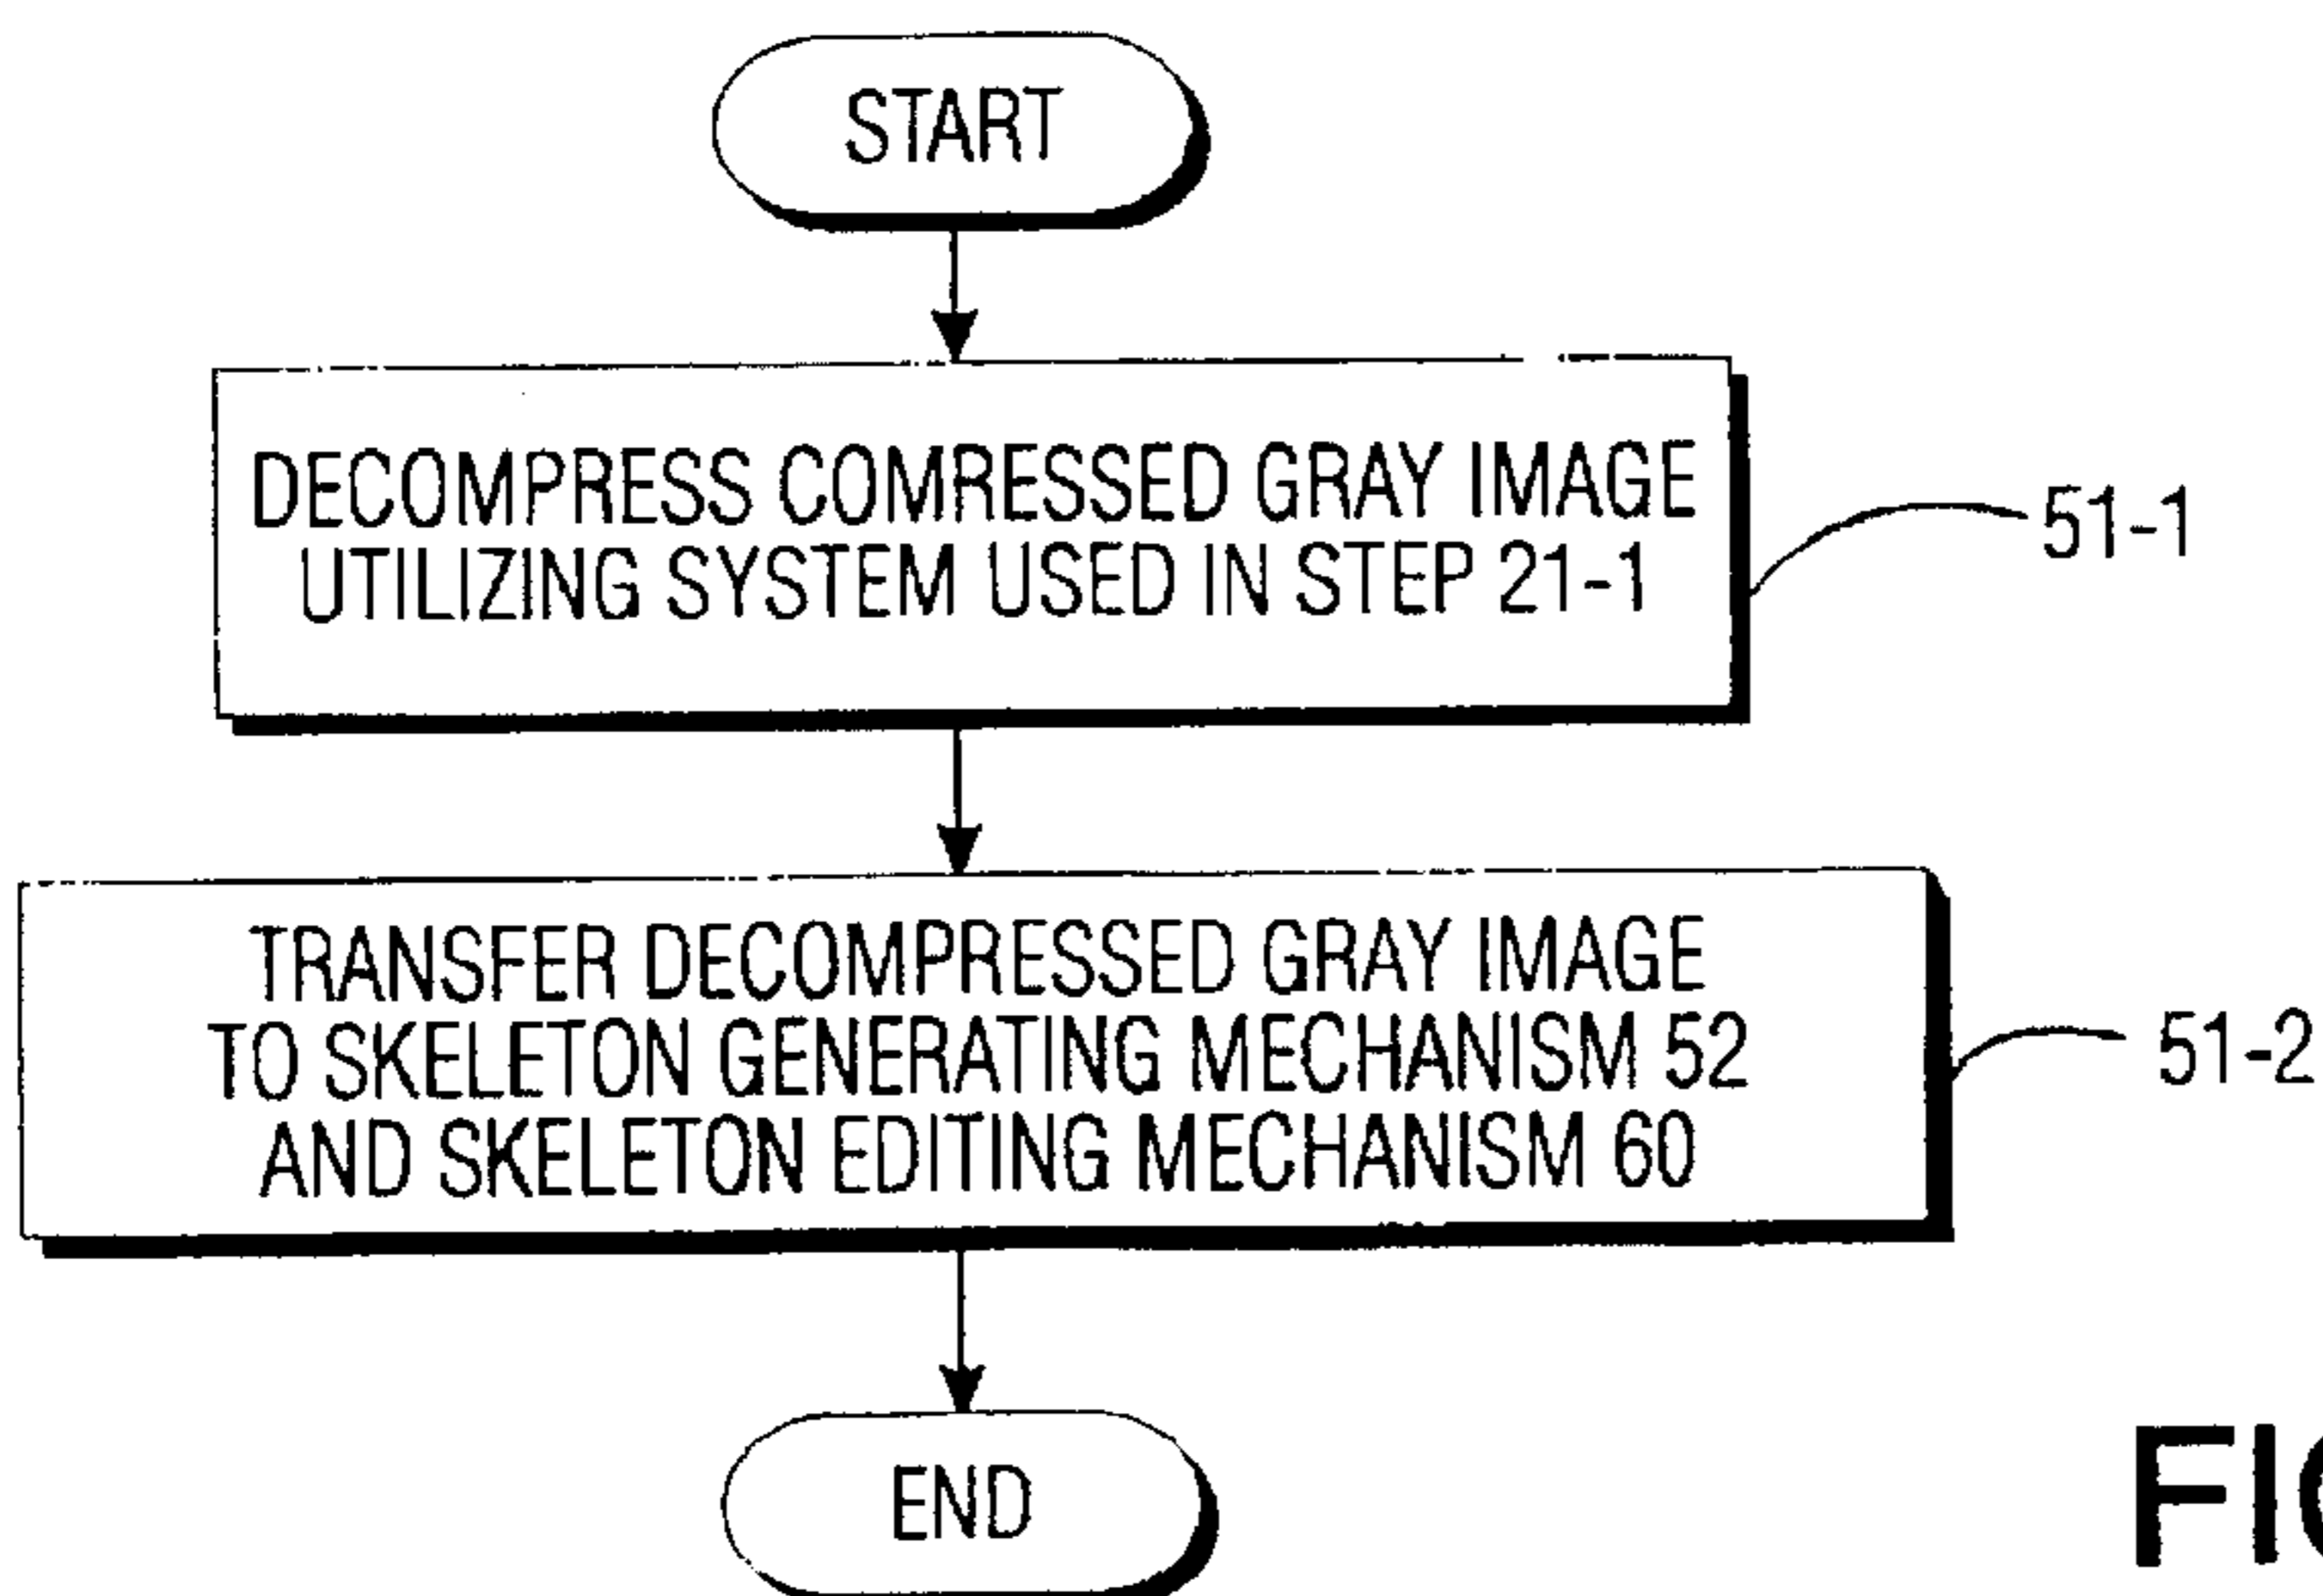 START
DECOMPRESS COMRESSED GRAY IMAGE
UTILIZING SYSTEM USED IN STEP 21-1
51-1
TRANSFER DECOMPRESSED GRAY IMAGE
TO SKELETON GENERATING MECHANISM 52
AND SKELETON EDITING MECHANISM 60
51-2
END